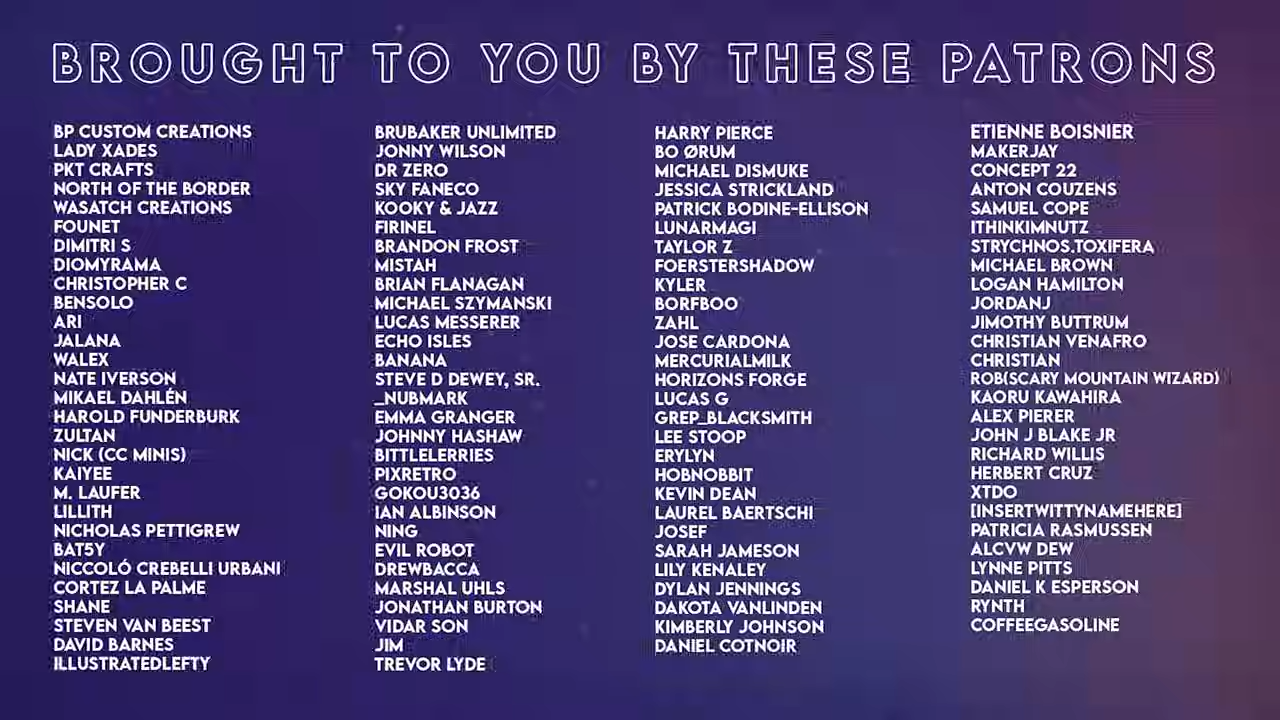 BROUGHT TO YOU BY THESE PATRONS
BP CUSTOM CREATIONS
LADY XADES
PKT CRAFTS
NORTH OF THE BORDER
WASATCH CREATIONS
FOUNET
DIMITRI S
DIOMYRAMA
CHRISTOPHER C
BENSOLO
ARI
JALANA
WALEX
NATE IVERSON
MIKAEL DAHLÉN
HAROLD FUNDERBURK
ZULTAN
NICK (CC MINIS)
KAIYEE
M. LAUFER
LILLITH
NICHOLAS PETTIGREW
BAT5Y
NICCOLÓ CREBELLI URBANI
CORTEZ LA PALME
SHANE
STEVEN VAN BEEST
DAVID BARNES
ILLUSTRATEDLEFTY
BRUBAKER UNLIMITED
JONNY WILSON
DR ZERO
SKY FANECO
KOOKY & JAZZ
FIRINEL
BRANDON FROST
MISTAH
BRIAN FLANAGAN
MICHAEL SZYMANSKI
LUCAS MESSERER
ECHO ISLES
BANANA
STEVE D DEWEY, SR.
_NUBMARK
EMMA GRANGER
JOHNNY HASHAW
BITTLELERRIES
PIXRETRO
GOKOU3036
IAN ALBINSON
NING
EVIL ROBOT
DREWBACCA
MARSHAL UHLS
JONATHAN BURTON
VIDAR SON
JIM
TREVOR LYDE
HARRY PIERCE
BO ØRUM
MICHAEL DISMUKE
JESSICA STRICKLAND
PATRICK BODINE-ELLISON
LUNARMAGI
TAYLOR Z
FOERSTERSHADOW
KYLER
BORFBOO
ZAHL
JOSE CARDONA
MERCURIALMILK
HORIZONS FORGE
LUCAS G
GREP_BLACKSMITH
LEE STOOP
ERYLYN
HOBNOBBIT
KEVIN DEAN
LAUREL BAERTSCHI
JOSEF
SARAH JAMESON
LILY KENALEY
DYLAN JENNINGS
DAKOTA VANLINDEN
KIMBERLY JOHNSON
DANIEL COTNOIR
ETIENNE BOISNIER
MAKERJAY
CONCEPT 22
ANTON COUZENS
SAMUEL COPE
ITHINKIMNUTZ
STRYCHNOS.TOXIFERA
MICHAEL BROWN
LOGAN HAMILTON
JORDANJ
JIMOTHY BUTTRUM
CHRISTIAN VENAFRO
CHRISTIAN
ROB(SCARY MOUNTAIN WIZARD)
KAORU KAWAHIRA
ALEX PIERER
JOHN J BLAKE JR
RICHARD WILLIS
HERBERT CRUZ
XTDO
[INSERTWITTYNAMEHERE]
PATRICIA RASMUSSEN
ALCVW DEW
LYNNE PITTS
DANIEL K ESPERSON
RYNTH
COFFEEGASOLINE